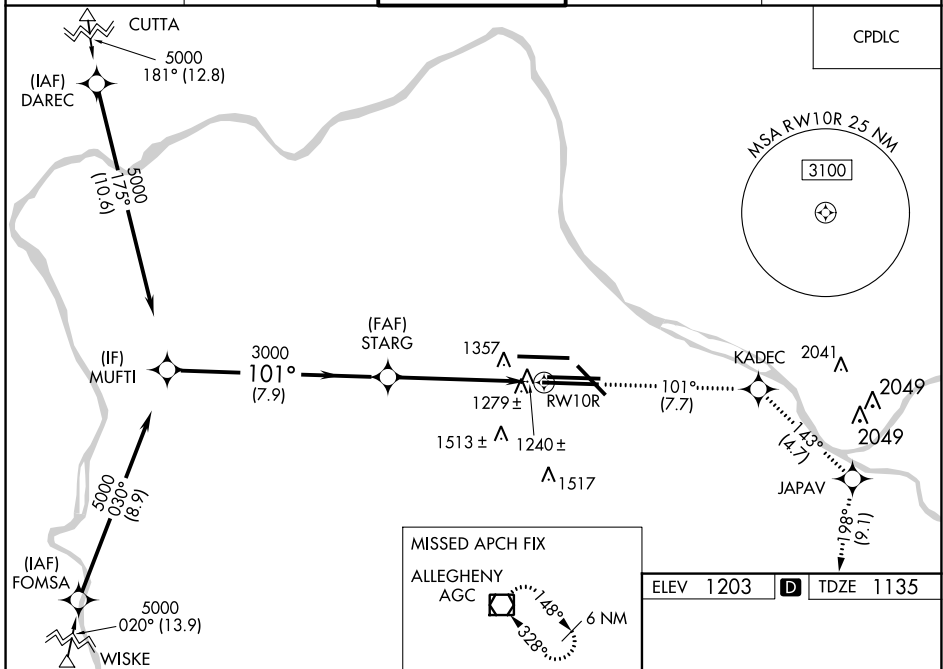 CUTTA
5000
181° (12.8)
(IAF)
DAREC
CPDLC
MSA RW10R 25 NM
3100
5000
175°
(10.6)
(IF)
MUFTI
3000
101°
(7.9)
(FAF)
STARG
1357
1279 ±
1513 ±
1240 ±
RW10R
1517
101°
(7.7)
KADEC
2041
2049
2049
143°
(4.7)
JAPAV
198°
(9.1)
5000
030°
(8.9)
(IAF)
FOMSA
5000
020° (13.9)
WISKE
MISSED APCH FIX
ALLEGHENY
AGC
148°
328°
6 NM
ELEV 1203 D TDZE 1135